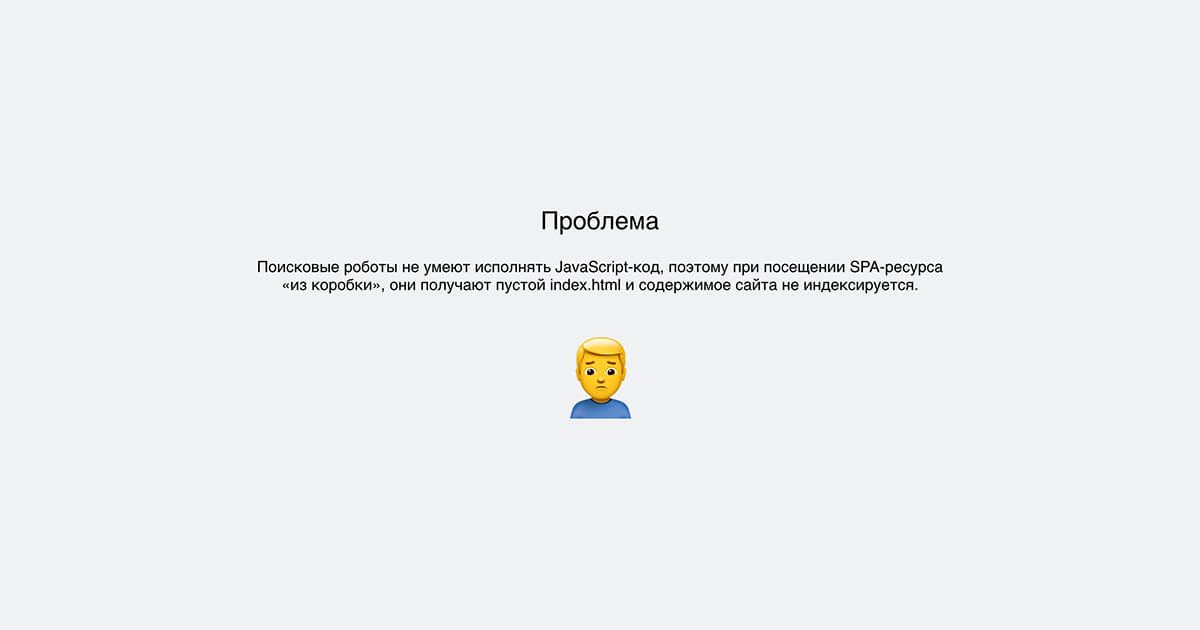 Проблема
Поисковые роботы не умеют исполнять JavaScript-код, поэтому при посещении SPA-ресурса
«из коробки», они получают пустой index.html и содержимое сайта не индексируется.